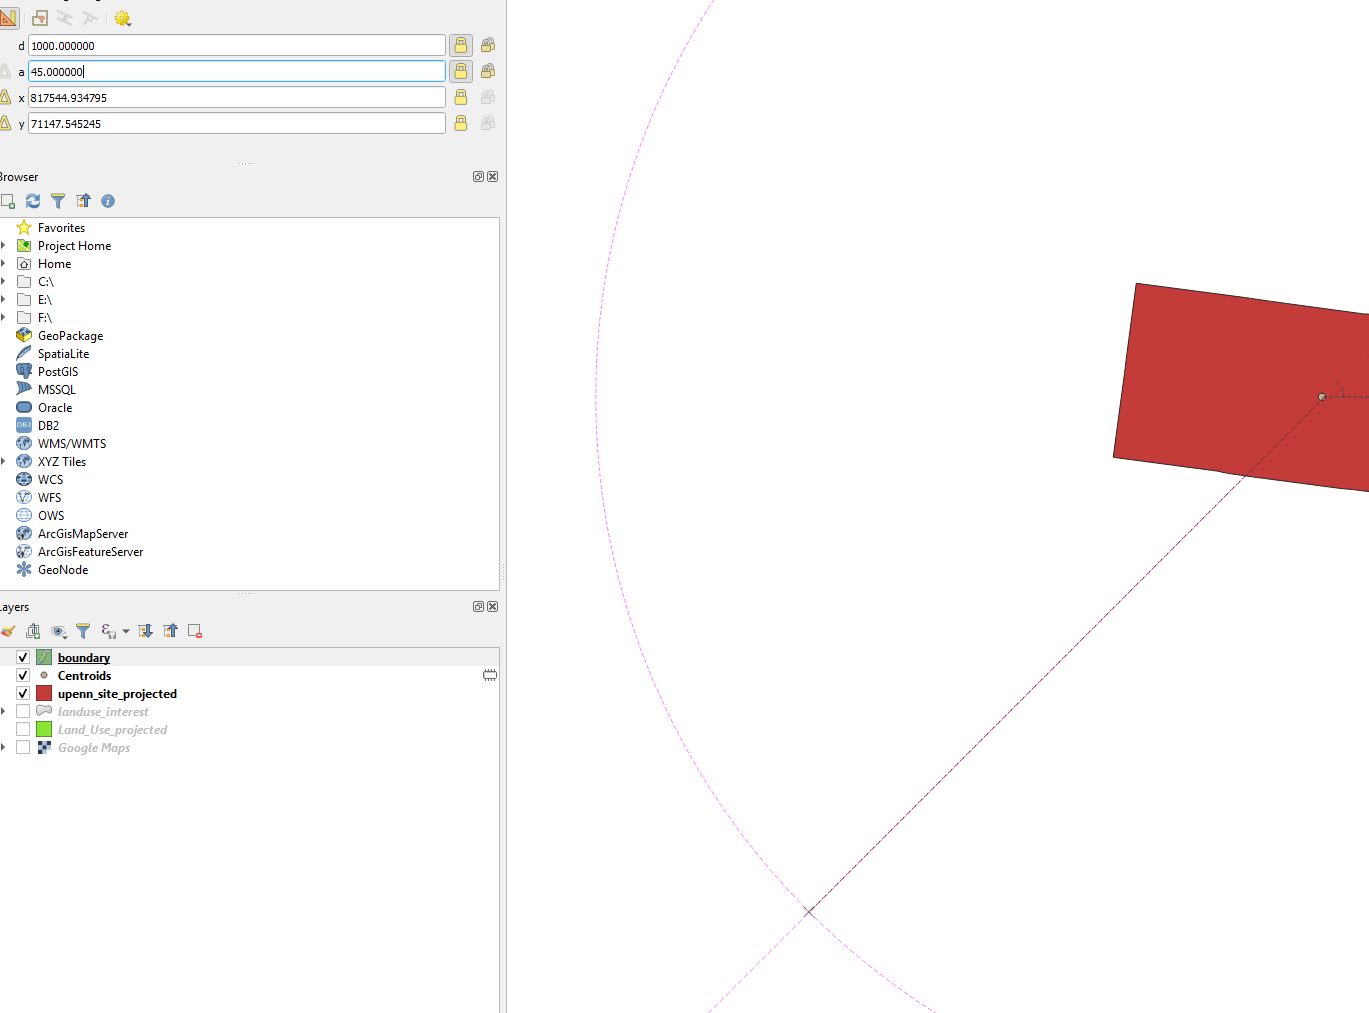 d 1000.000000
a 45.000000
x 817544.934795
y 71147.545245
Browser
Favorites
Project Home
Home
C:\
E:\
F:\
GeoPackage
SpatiaLite
PostGIS
MSSQL
Oracle
DB2
WMS/WMTS
XYZ Tiles
WCS
WFS
OWS
ArcGisMapServer
ArcGisFeatureServer
GeoNode
ayers
boundary
Centroids
upenn_site_projected
landuse_interest
Land_Use_projected
Google Maps